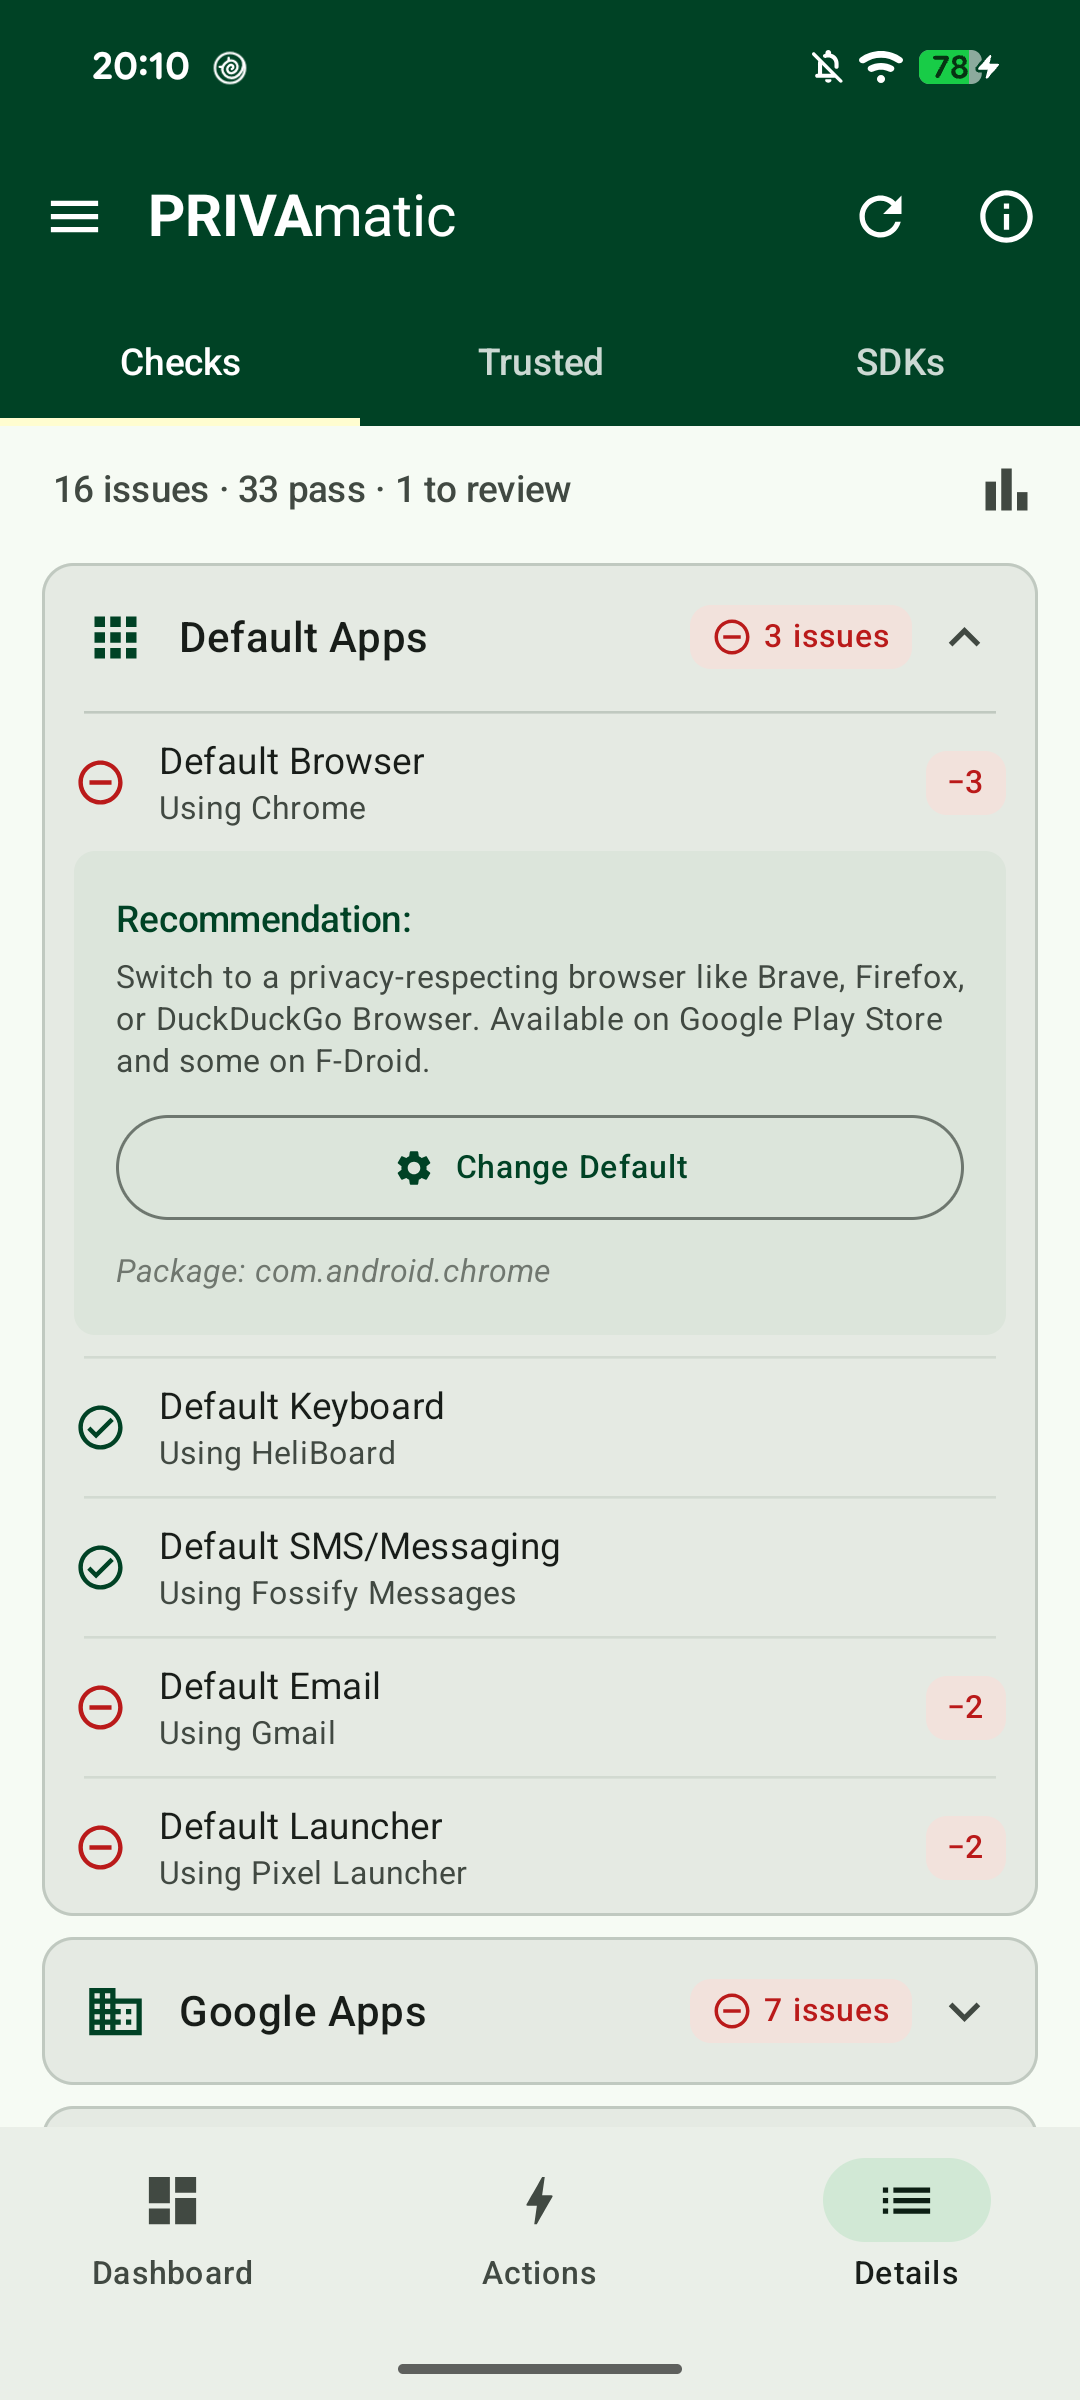 20:10
78
PRIVAmatic
Checks
Trusted
SDKs
16 issues · 33 pass · 1 to review
Default Apps
3 issues
Default Browser
Using Chrome
−3
Recommendation:
Switch to a privacy-respecting browser like Brave, Firefox,
or DuckDuckGo Browser. Available on Google Play Store
and some on F-Droid.
Change Default
Package: com.android.chrome
Default Keyboard
Using HeliBoard
Default SMS/Messaging
Using Fossify Messages
Default Email
Using Gmail
−2
Default Launcher
Using Pixel Launcher
−2
Google Apps
7 issues
Dashboard
Actions
Details